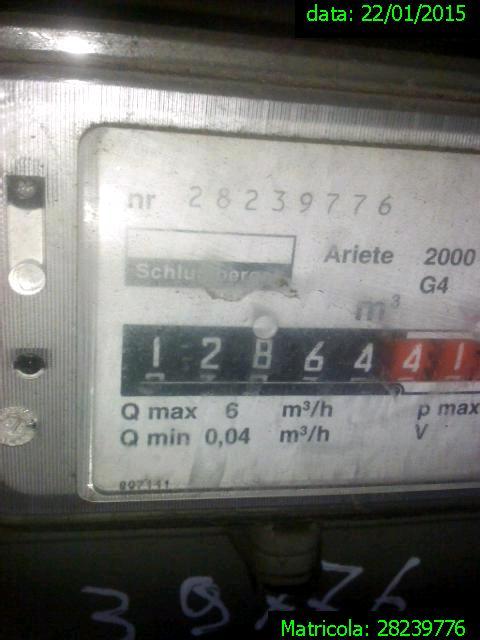 data: 22/01/2015
nr 28239776
Schlumberger
Ariete 2000
G4
m³
1 2 8 6 4 4 1
Q max 6 m³/h p max
Q min 0,04 m³/h V
Matricola: 28239776